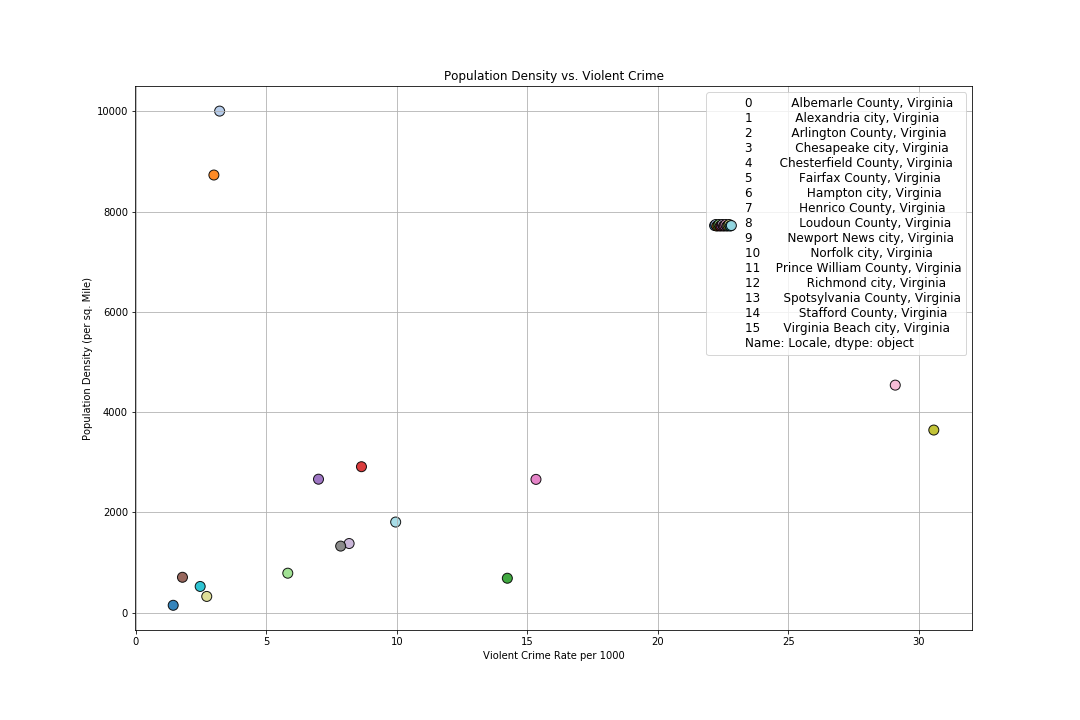 Population Density vs. Violent Crime
10000
8000
6000
4000
2000
0
Population Density (per sq. Mile)
0 Albemarle County, Virginia
1 Alexandria city, Virginia
2 Arlington County, Virginia
3 Chesapeake city, Virginia
4 Chesterfield County, Virginia
5 Fairfax County, Virginia
6 Hampton city, Virginia
7 Henrico County, Virginia
8 Loudoun County, Virginia
9 Newport News city, Virginia
10 Norfolk city, Virginia
11 Prince William County, Virginia
12 Richmond city, Virginia
13 Spotsylvania County, Virginia
14 Stafford County, Virginia
15 Virginia Beach city, Virginia
Name: Locale, dtype: object
0 5 10 15 20 25 30
Violent Crime Rate per 1000